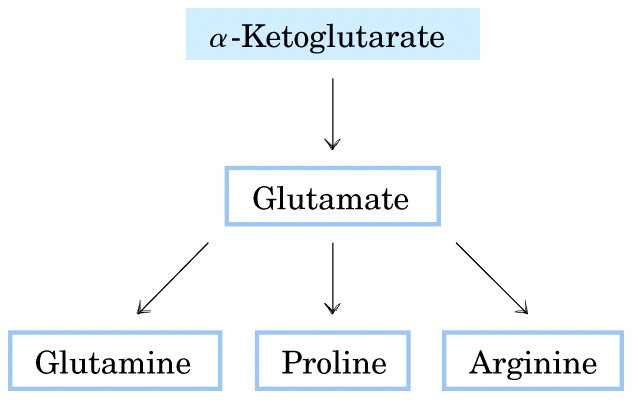 α-Ketoglutarate
Glutamate
Glutamine
Proline
Arginine